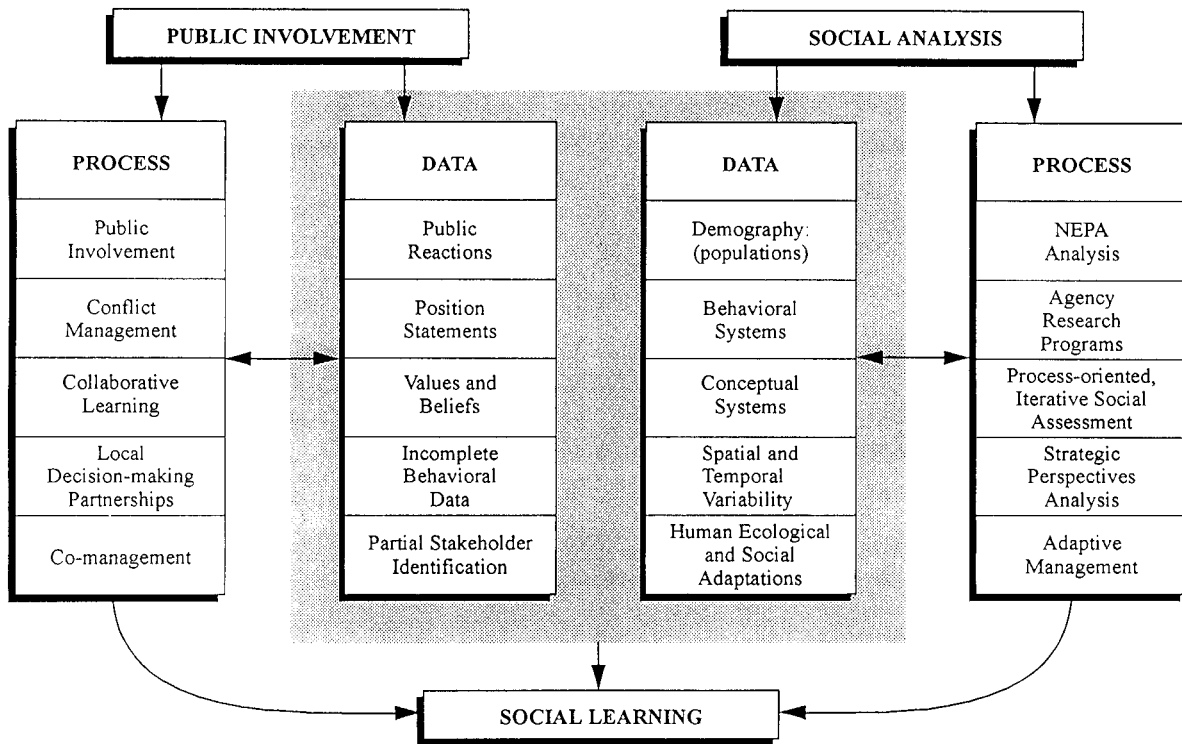 PUBLIC INVOLVEMENT
SOCIAL ANALYSIS
PROCESS
Public
Involvement
Conflict
Management
Collaborative
Learning
Local
Decision-making
Partnerships
Co-management
DATA
Public
Reactions
Position
Statements
Values and
Beliefs
Incomplete
Behavioral
Data
Partial Stakeholder
Identification
DATA
Demography:
(populations)
Behavioral
Systems
Conceptual
Systems
Spatial and
Temporal
Variability
Human Ecological
and Social
Adaptations
PROCESS
NEPA
Analysis
Agency
Research
Programs
Process-oriented,
Iterative Social
Assessment
Strategic
Perspectives
Analysis
Adaptive
Management
SOCIAL LEARNING